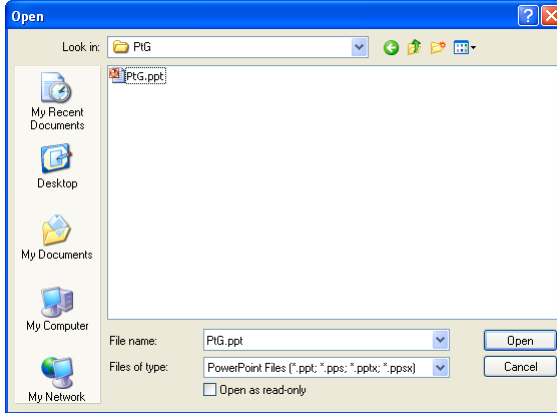 Open
Look in:
PtG
PtG.ppt
My Recent
Documents
Desktop
My Documents
My Computer
My Network
File name:
PtG.ppt
Open
Files of type:
PowerPoint Files (*.ppt; *.pps; *.pptx; *.ppsx)
Cancel
Open as read-only